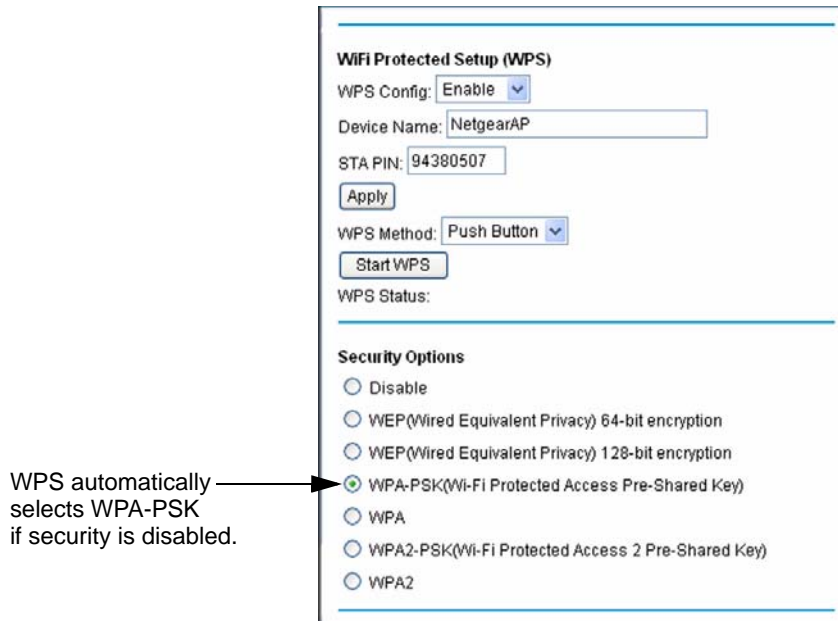 WiFi Protected Setup (WPS)
WPS Config: Enable
Device Name: NetgearAP
STA PIN: 94380507
Apply
WPS Method: Push Button
Start WPS
WPS Status:
Security Options
Disable
WEP(Wired Equivalent Privacy) 64-bit encryption
WEP(Wired Equivalent Privacy) 128-bit encryption
WPS automatically
selects WPA-PSK
if security is disabled.
WPA-PSK(Wi-Fi Protected Access Pre-Shared Key)
WPA
WPA2-PSK(Wi-Fi Protected Access 2 Pre-Shared Key)
WPA2